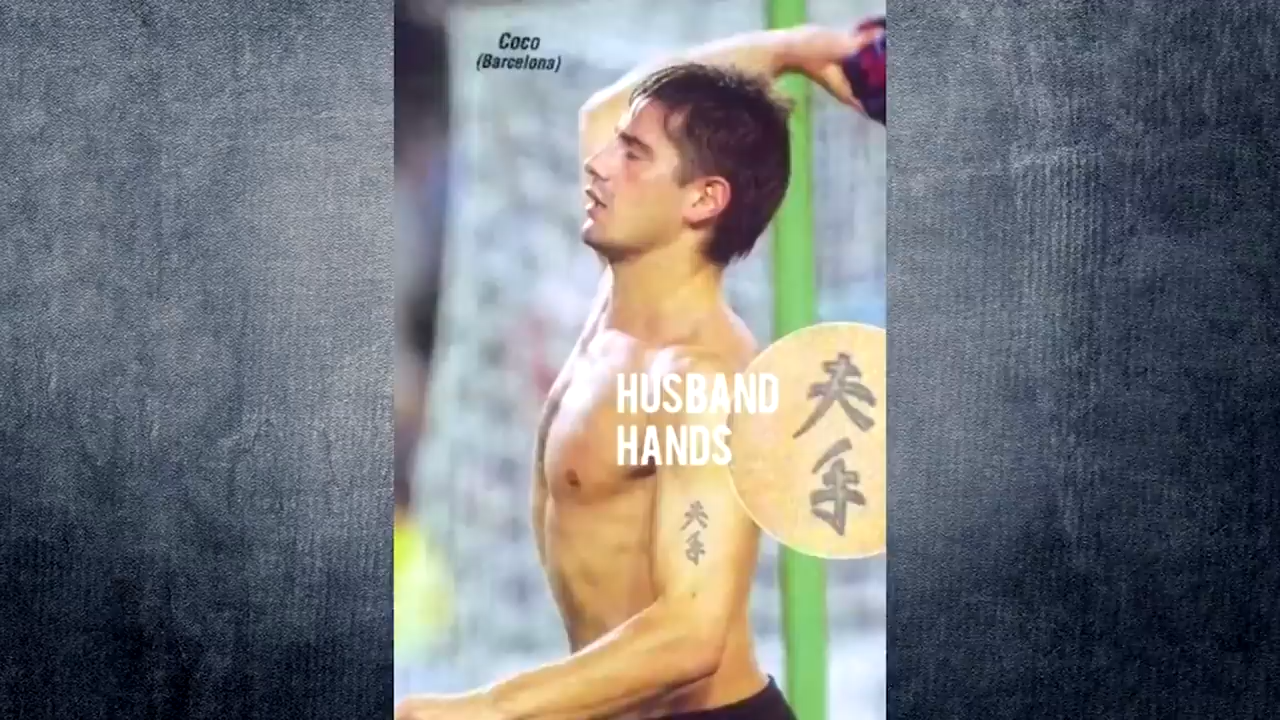 Coco
(Barcelona)
HUSBAND
HANDS
夫
手
夫
手